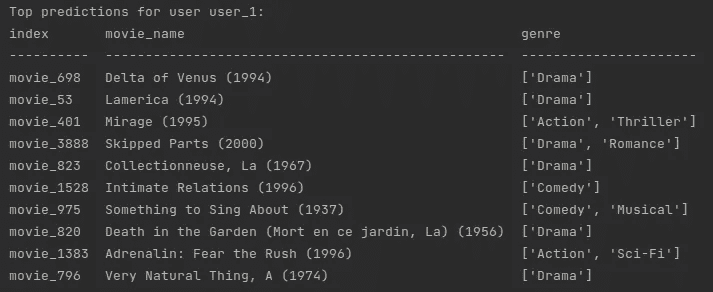 Top predictions for user user_1:
index       movie_name                                          genre
----------  --------------------------------------------------  ----------------------
movie_698   Delta of Venus (1994)                               ['Drama']
movie_53    Lamerica (1994)                                     ['Drama']
movie_401   Mirage (1995)                                       ['Action', 'Thriller']
movie_3888  Skipped Parts (2000)                                ['Drama', 'Romance']
movie_823   Collectionneuse, La (1967)                          ['Drama']
movie_1528  Intimate Relations (1996)                           ['Comedy']
movie_975   Something to Sing About (1937)                      ['Comedy', 'Musical']
movie_820   Death in the Garden (Mort en ce jardin, La) (1956)  ['Drama']
movie_1383  Adrenalin: Fear the Rush (1996)                     ['Action', 'Sci-Fi']
movie_796   Very Natural Thing, A (1974)                        ['Drama']